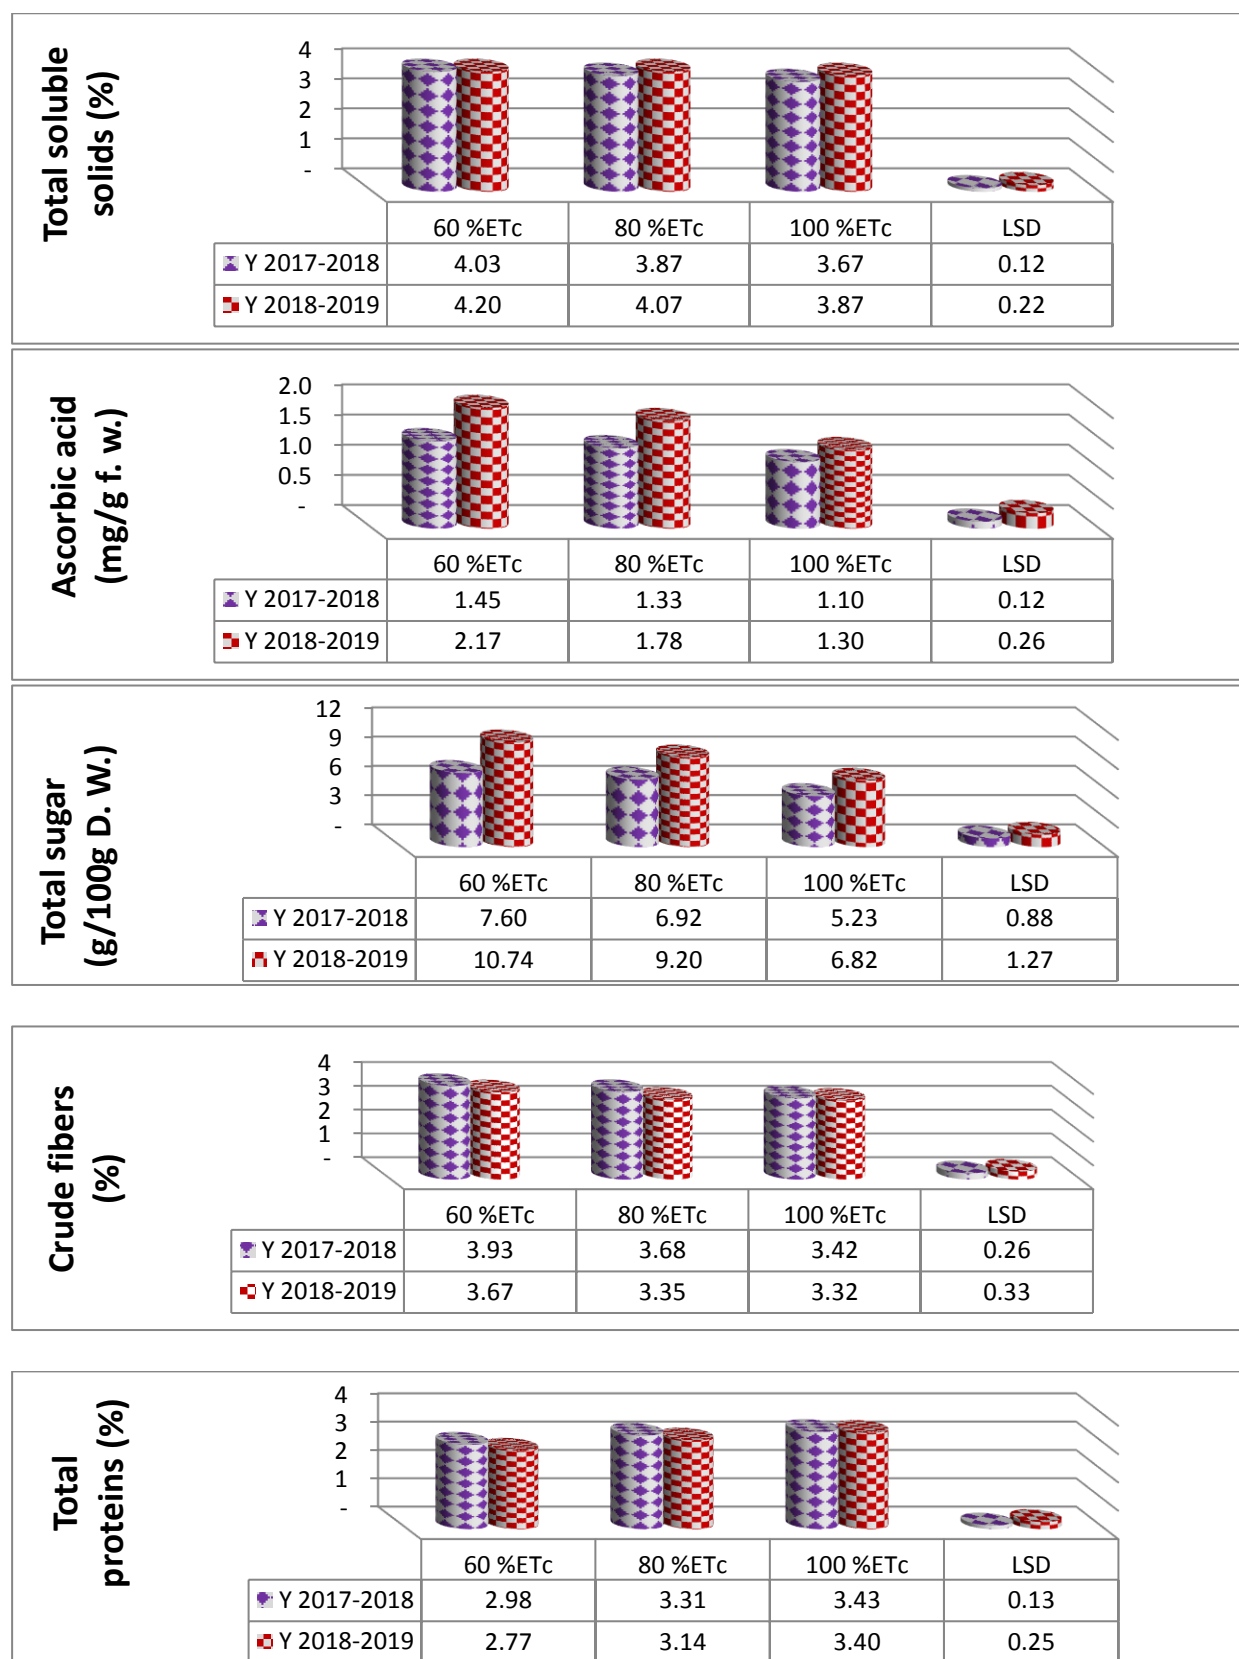 Total soluble
solids (%)
4
3
2
1
-
60 %ETc 80 %ETc 100 %ETc LSD
Y 2017-2018 4.03 3.87 3.67 0.12
Y 2018-2019 4.20 4.07 3.87 0.22
Ascorbic acid
(mg/g f. w.)
2.0
1.5
1.0
0.5
-
60 %ETc 80 %ETc 100 %ETc LSD
Y 2017-2018 1.45 1.33 1.10 0.12
Y 2018-2019 2.17 1.78 1.30 0.26
Total sugar
(g/100g D. W.)
12
9
6
3
-
60 %ETc 80 %ETc 100 %ETc LSD
Y 2017-2018 7.60 6.92 5.23 0.88
Y 2018-2019 10.74 9.20 6.82 1.27
Crude fibers
(%)
4
3
2
1
-
60 %ETc 80 %ETc 100 %ETc LSD
Y 2017-2018 3.93 3.68 3.42 0.26
Y 2018-2019 3.67 3.35 3.32 0.33
Total
proteins (%)
4
3
2
1
-
60 %ETc 80 %ETc 100 %ETc LSD
Y 2017-2018 2.98 3.31 3.43 0.13
Y 2018-2019 2.77 3.14 3.40 0.25